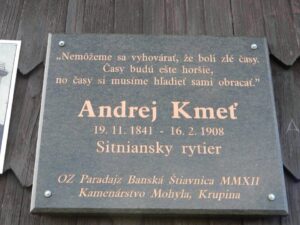 „Nemôžeme sa vyhovárať, že boli zlé časy.
Časy budú ešte horšie,
no časy si musíme hľadieť sami obracať.”
Andrej Kmeť
19. 11. 1841 - 16. 2. 1908
Sitniansky rytier
OZ Paradajz Banská Štiavnica MMXII
Kamenárstvo Mohyla, Krupina